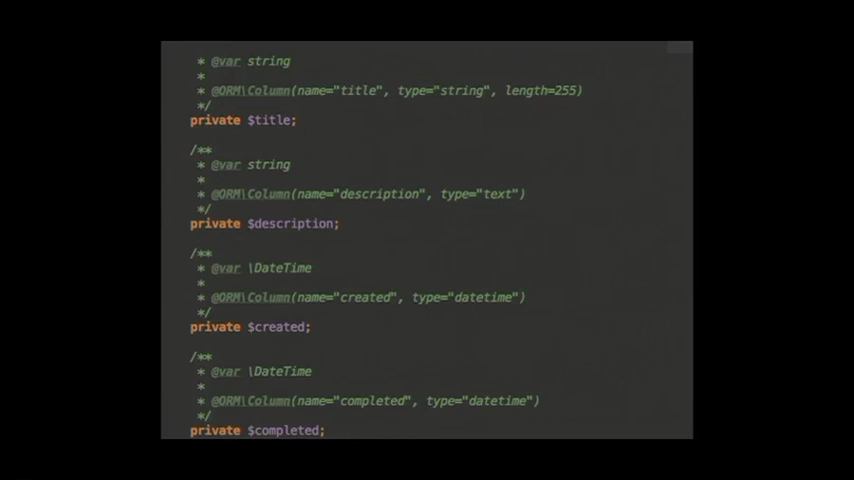 * @var string
*
* @ORM\Column(name="title", type="string", length=255)
*/
private $title;
/**
* @var string
*
* @ORM\Column(name="description", type="text")
*/
private $description;
/**
* @var \DateTime
*
* @ORM\Column(name="created", type="datetime")
*/
private $created;
/**
* @var \DateTime
*
* @ORM\Column(name="completed", type="datetime")
*/
private $completed;